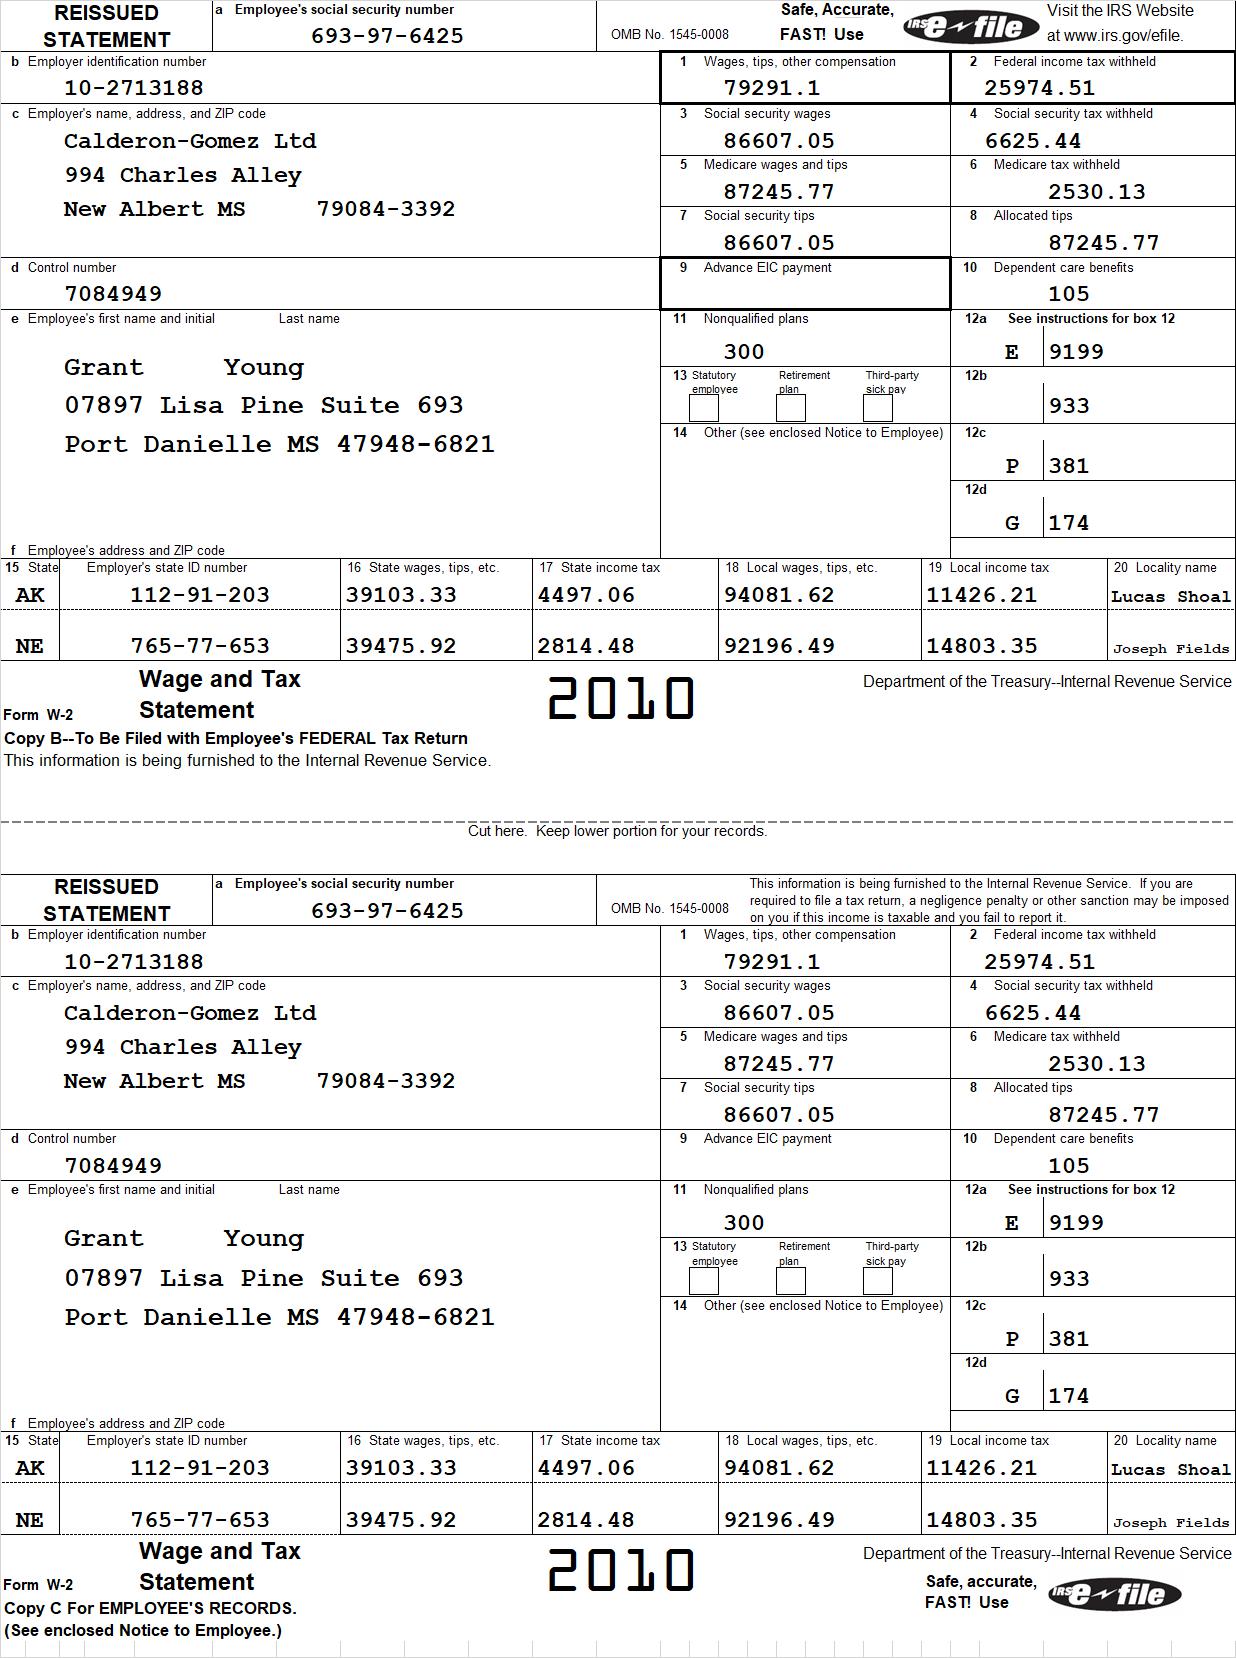 REISSUED STATEMENT
a Employee's social security number
693-97-6425
OMB No. 1545-0008
Safe, Accurate,
FAST! Use
IRS e-file
Visit the IRS Website
at www.irs.gov/efile.
b Employer identification number
10-2713188
1 Wages, tips, other compensation
79291.1
2 Federal income tax withheld
25974.51
c Employer's name, address, and ZIP code
Calderon-Gomez Ltd
994 Charles Alley
New Albert MS 79084-3392
3 Social security wages
86607.05
4 Social security tax withheld
6625.44
5 Medicare wages and tips
87245.77
6 Medicare tax withheld
2530.13
7 Social security tips
86607.05
8 Allocated tips
87245.77
d Control number
7084949
9 Advance EIC payment
10 Dependent care benefits
105
e Employee's first name and initial Last name
Grant Young
07897 Lisa Pine Suite 693
Port Danielle MS 47948-6821
f Employee's address and ZIP code
11 Nonqualified plans
300
12a See instructions for box 12
E 9199
13 Statutory employee Retirement plan Third-party sick pay
12b
933
14 Other (see enclosed Notice to Employee)
12c
P 381
12d
G 174
15 State Employer's state ID number 16 State wages, tips, etc. 17 State income tax 18 Local wages, tips, etc. 19 Local income tax 20 Locality name
AK 112-91-203 39103.33 4497.06 94081.62 11426.21 Lucas Shoal
NE 765-77-653 39475.92 2814.48 92196.49 14803.35 Joseph Fields
Form W-2 Wage and Tax Statement
2010
Department of the Treasury--Internal Revenue Service
Copy B--To Be Filed with Employee's FEDERAL Tax Return
This information is being furnished to the Internal Revenue Service.
Cut here. Keep lower portion for your records.
REISSUED STATEMENT
a Employee's social security number
693-97-6425
OMB No. 1545-0008
This information is being furnished to the Internal Revenue Service. If you are
required to file a tax return, a negligence penalty or other sanction may be imposed
on you if this income is taxable and you fail to report it.
b Employer identification number
10-2713188
1 Wages, tips, other compensation
79291.1
2 Federal income tax withheld
25974.51
c Employer's name, address, and ZIP code
Calderon-Gomez Ltd
994 Charles Alley
New Albert MS 79084-3392
3 Social security wages
86607.05
4 Social security tax withheld
6625.44
5 Medicare wages and tips
87245.77
6 Medicare tax withheld
2530.13
7 Social security tips
86607.05
8 Allocated tips
87245.77
d Control number
7084949
9 Advance EIC payment
10 Dependent care benefits
105
e Employee's first name and initial Last name
Grant Young
07897 Lisa Pine Suite 693
Port Danielle MS 47948-6821
f Employee's address and ZIP code
11 Nonqualified plans
300
12a See instructions for box 12
E 9199
13 Statutory employee Retirement plan Third-party sick pay
12b
933
14 Other (see enclosed Notice to Employee)
12c
P 381
12d
G 174
15 State Employer's state ID number 16 State wages, tips, etc. 17 State income tax 18 Local wages, tips, etc. 19 Local income tax 20 Locality name
AK 112-91-203 39103.33 4497.06 94081.62 11426.21 Lucas Shoal
NE 765-77-653 39475.92 2814.48 92196.49 14803.35 Joseph Fields
Form W-2 Wage and Tax Statement
2010
Department of the Treasury--Internal Revenue Service
Safe, accurate,
FAST! Use
IRS e-file
Copy C For EMPLOYEE'S RECORDS.
(See enclosed Notice to Employee.)